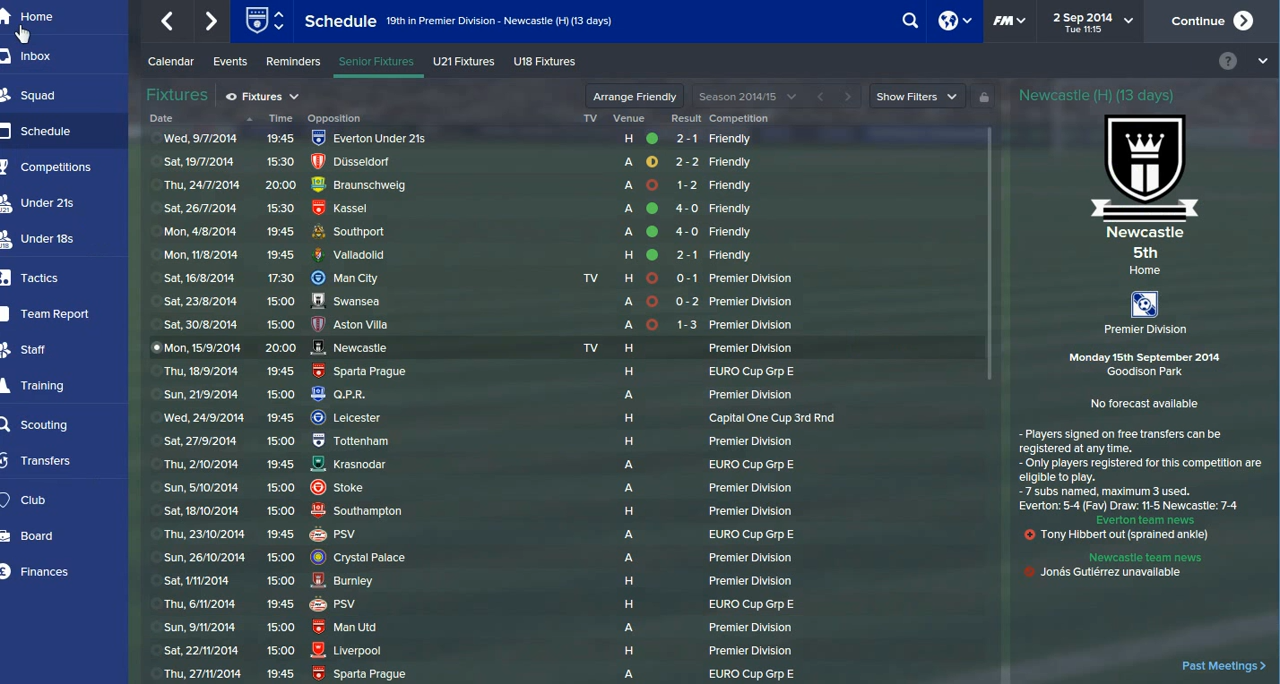 Home
Inbox
Squad
Schedule
Competitions
Under 21s
Under 18s
Tactics
Team Report
Staff
Training
Scouting
Transfers
Club
Board
Finances
Schedule 19th in Premier Division - Newcastle (H) (13 days)
FM
2 Sep 2014
Tue 11:15
Continue
Calendar Events Reminders Senior Fixtures U21 Fixtures U18 Fixtures
?
Fixtures Fixtures Arrange Friendly Season 2014/15 Show Filters
Date Time Opposition TV Venue Result Competition
Wed, 9/7/2014 19:45 Everton Under 21s H 2 - 1 Friendly
Sat, 19/7/2014 15:30 Düsseldorf A 2 - 2 Friendly
Thu, 24/7/2014 20:00 Braunschweig A 1 - 2 Friendly
Sat, 26/7/2014 15:30 Kassel A 4 - 0 Friendly
Mon, 4/8/2014 19:45 Southport A 4 - 0 Friendly
Mon, 11/8/2014 19:45 Valladolid H 2 - 1 Friendly
Sat, 16/8/2014 17:30 Man City TV H 0 - 1 Premier Division
Sat, 23/8/2014 15:00 Swansea A 0 - 2 Premier Division
Sat, 30/8/2014 15:00 Aston Villa A 1 - 3 Premier Division
Mon, 15/9/2014 20:00 Newcastle TV H Premier Division
Thu, 18/9/2014 19:45 Sparta Prague H EURO Cup Grp E
Sun, 21/9/2014 15:00 Q.P.R. A Premier Division
Wed, 24/9/2014 19:45 Leicester H Capital One Cup 3rd Rnd
Sat, 27/9/2014 15:00 Tottenham H Premier Division
Thu, 2/10/2014 19:45 Krasnodar A EURO Cup Grp E
Sun, 5/10/2014 15:00 Stoke A Premier Division
Sat, 18/10/2014 15:00 Southampton H Premier Division
Thu, 23/10/2014 19:45 PSV A EURO Cup Grp E
Sun, 26/10/2014 15:00 Crystal Palace A Premier Division
Sat, 1/11/2014 15:00 Burnley H Premier Division
Thu, 6/11/2014 19:45 PSV H EURO Cup Grp E
Sun, 9/11/2014 15:00 Man Utd A Premier Division
Sat, 22/11/2014 15:00 Liverpool H Premier Division
Thu, 27/11/2014 19:45 Sparta Prague A EURO Cup Grp E
Newcastle (H) (13 days)
Newcastle
5th
Home
Premier Division
Monday 15th September 2014
Goodison Park
No forecast available
- Players signed on free transfers can be
registered at any time.
- Only players registered for this competition are
eligible to play.
- 7 subs named, maximum 3 used.
Everton: 5-4 (Fav) Draw: 11-5 Newcastle: 7-4
Everton team news
Tony Hibbert out (sprained ankle)
Newcastle team news
Jonás Gutiérrez unavailable
Past Meetings >